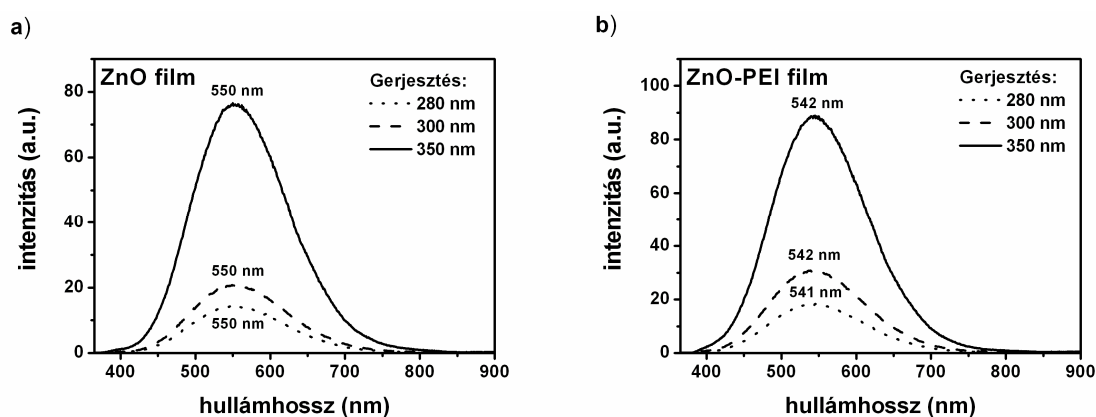 a)
ZnO film
Gerjesztés:
280 nm
300 nm
350 nm
550 nm
550 nm
550 nm
80
60
40
20
0
intenzitás (a.u.)
400 500 600 700 800 900
hullámhossz (nm)
b)
ZnO-PEI film
Gerjesztés:
280 nm
300 nm
350 nm
542 nm
542 nm
541 nm
100
80
60
40
20
0
intenzitás (a.u.)
400 500 600 700 800 900
hullámhossz (nm)